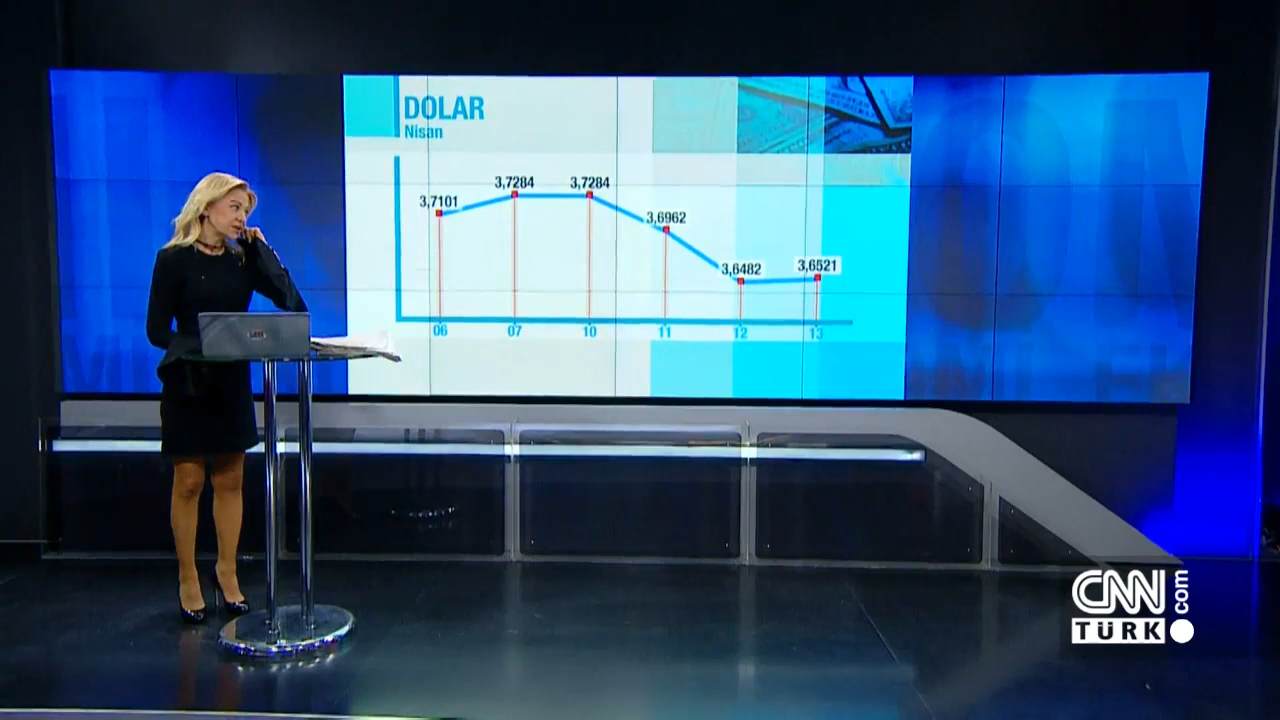 DOLAR
Nisan
3,7101
3,7284
3,7284
3,6962
3,6482
3,6521
06 07 10 11 12 13
CNN
TÜRK
.com